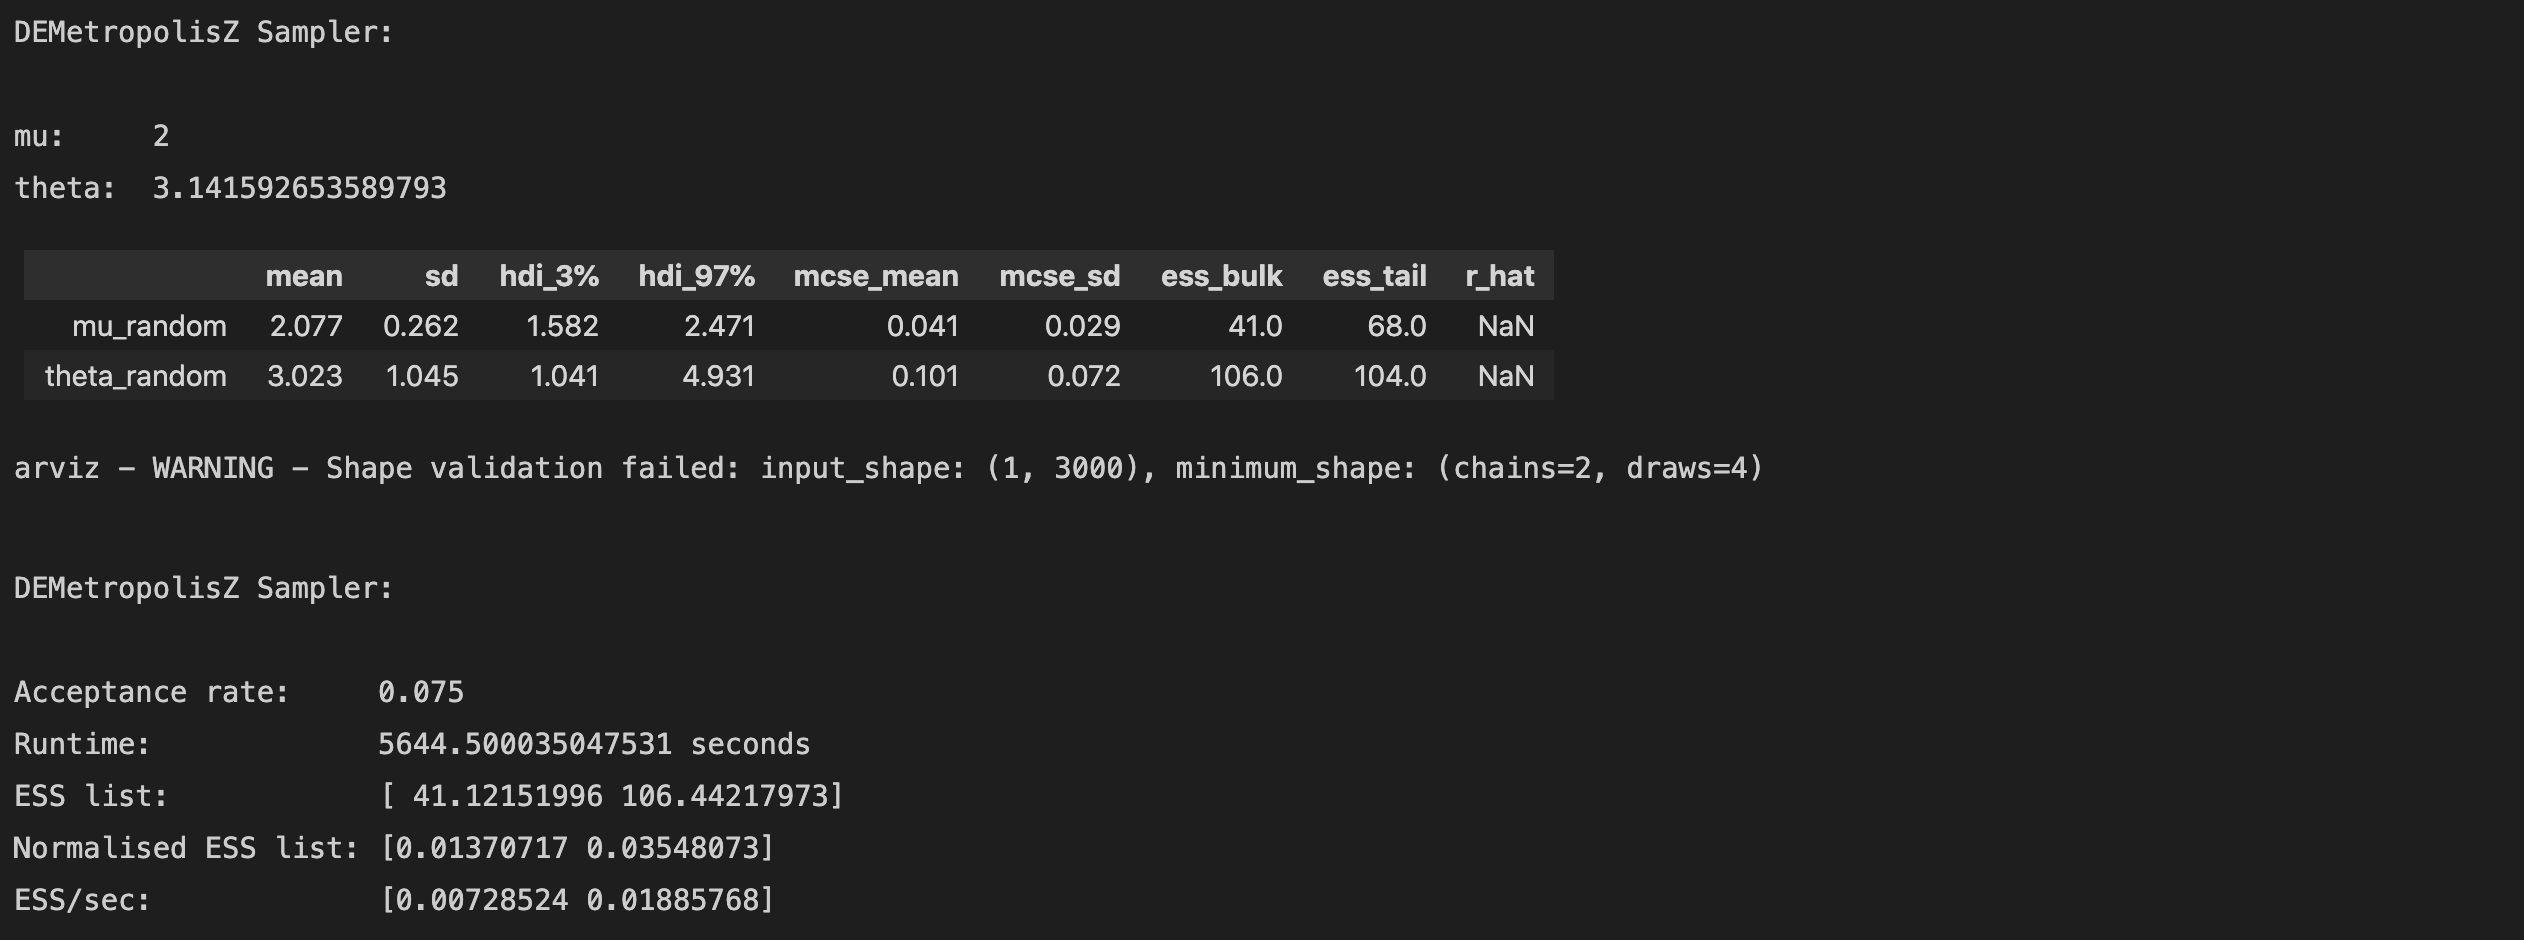 DEMetropolisZ Sampler:
mu: 2
theta: 3.141592653589793
mean sd hdi_3% hdi_97% mcse_mean mcse_sd ess_bulk ess_tail r_hat
mu_random 2.077 0.262 1.582 2.471 0.041 0.029 41.0 68.0 NaN
theta_random 3.023 1.045 1.041 4.931 0.101 0.072 106.0 104.0 NaN
arviz - WARNING - Shape validation failed: input_shape: (1, 3000), minimum_shape: (chains=2, draws=4)
DEMetropolisZ Sampler:
Acceptance rate: 0.075
Runtime: 5644.500035047531 seconds
ESS list: [ 41.12151996 106.44217973]
Normalised ESS list: [0.01370717 0.03548073]
ESS/sec: [0.00728524 0.01885768]